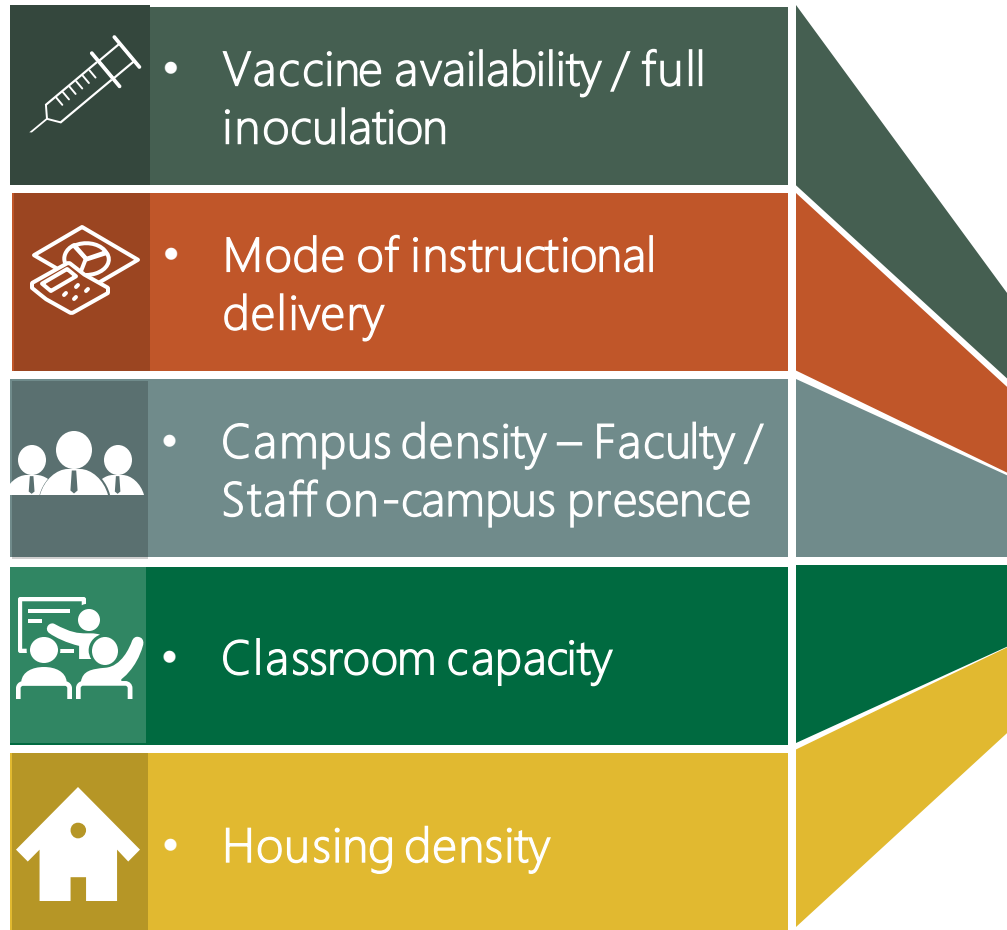 • Vaccine availability / full
inoculation
• Mode of instructional
delivery
• Campus density – Faculty /
Staff on-campus presence
• Classroom capacity
• Housing density